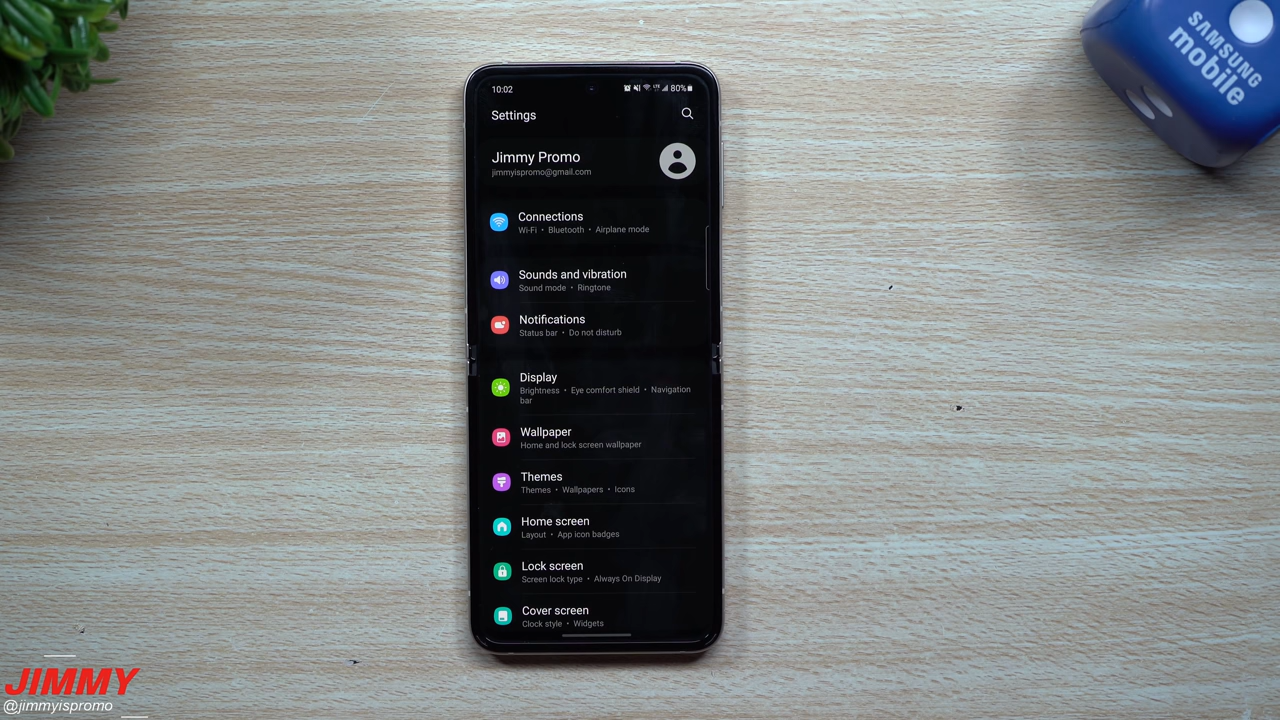 SAMSUNG
mobile
10:02
LTE
80%
Settings
Jimmy Promo
jimmyispromo@gmail.com
Connections
Wi-Fi • Bluetooth • Airplane mode
Sounds and vibration
Sound mode • Ringtone
Notifications
Status bar • Do not disturb
Display
Brightness • Eye comfort shield • Navigation
bar
Wallpaper
Home and lock screen wallpaper
Themes
Themes • Wallpapers • Icons
Home screen
Layout • App icon badges
Lock screen
Screen lock type • Always On Display
Cover screen
Clock style • Widgets
JIMMY
@jimmyispromo